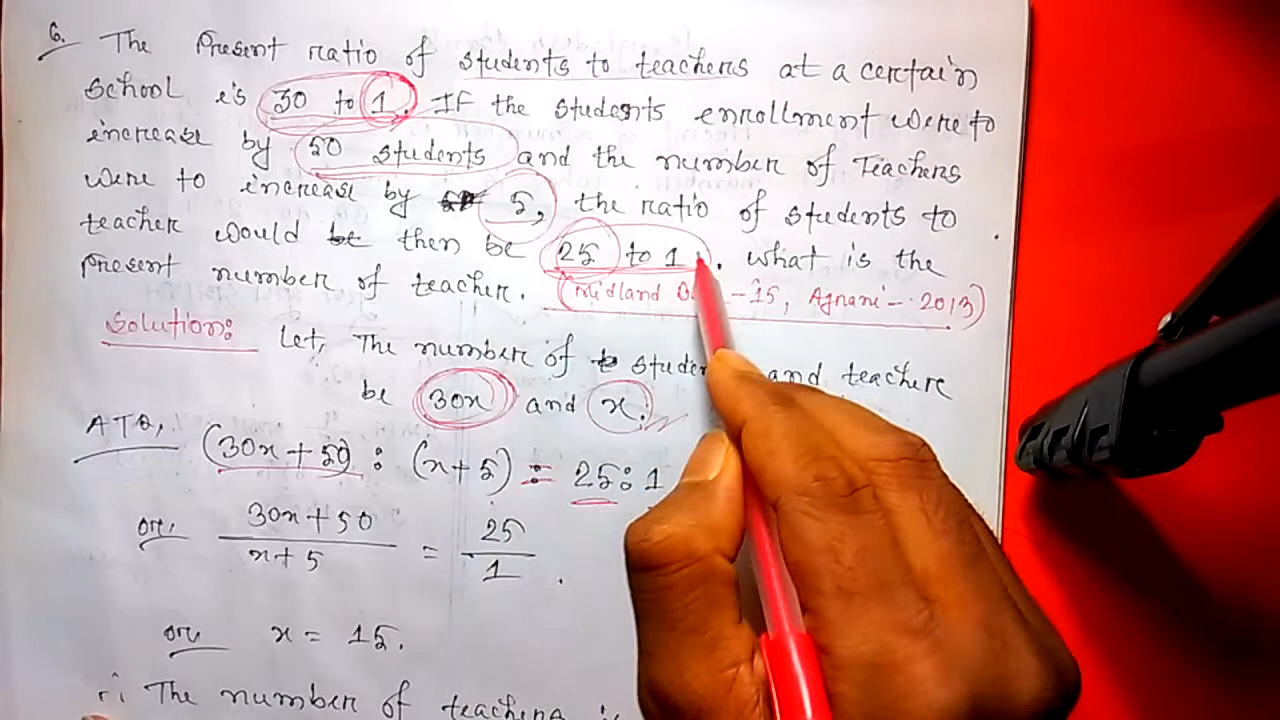 6. The Present ratio of students to teachers at a certain
School is 30 to 1. If the students enrollment were to
increase by 50 students and the number of Teachers
were to increase by 5, the ratio of students to
teacher would then be 25 to 1. what is the
Present number of teacher. (Midland -15, Agrani - 2013)
Solution: Let, The number of and teacher
be 30x and x.
ATQ, (30x+50) : (x+5) = 25:1
or, 30x+50 / x+5 = 25 / 1 .
or, x = 15.
The number of teachers